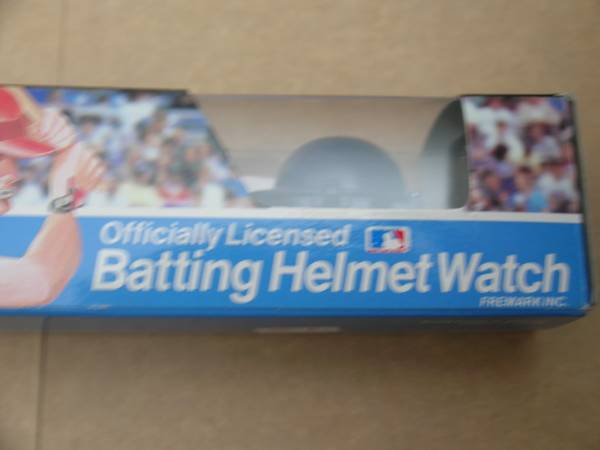 Officially Licensed
Batting Helmet Watch
FREMARK INC.